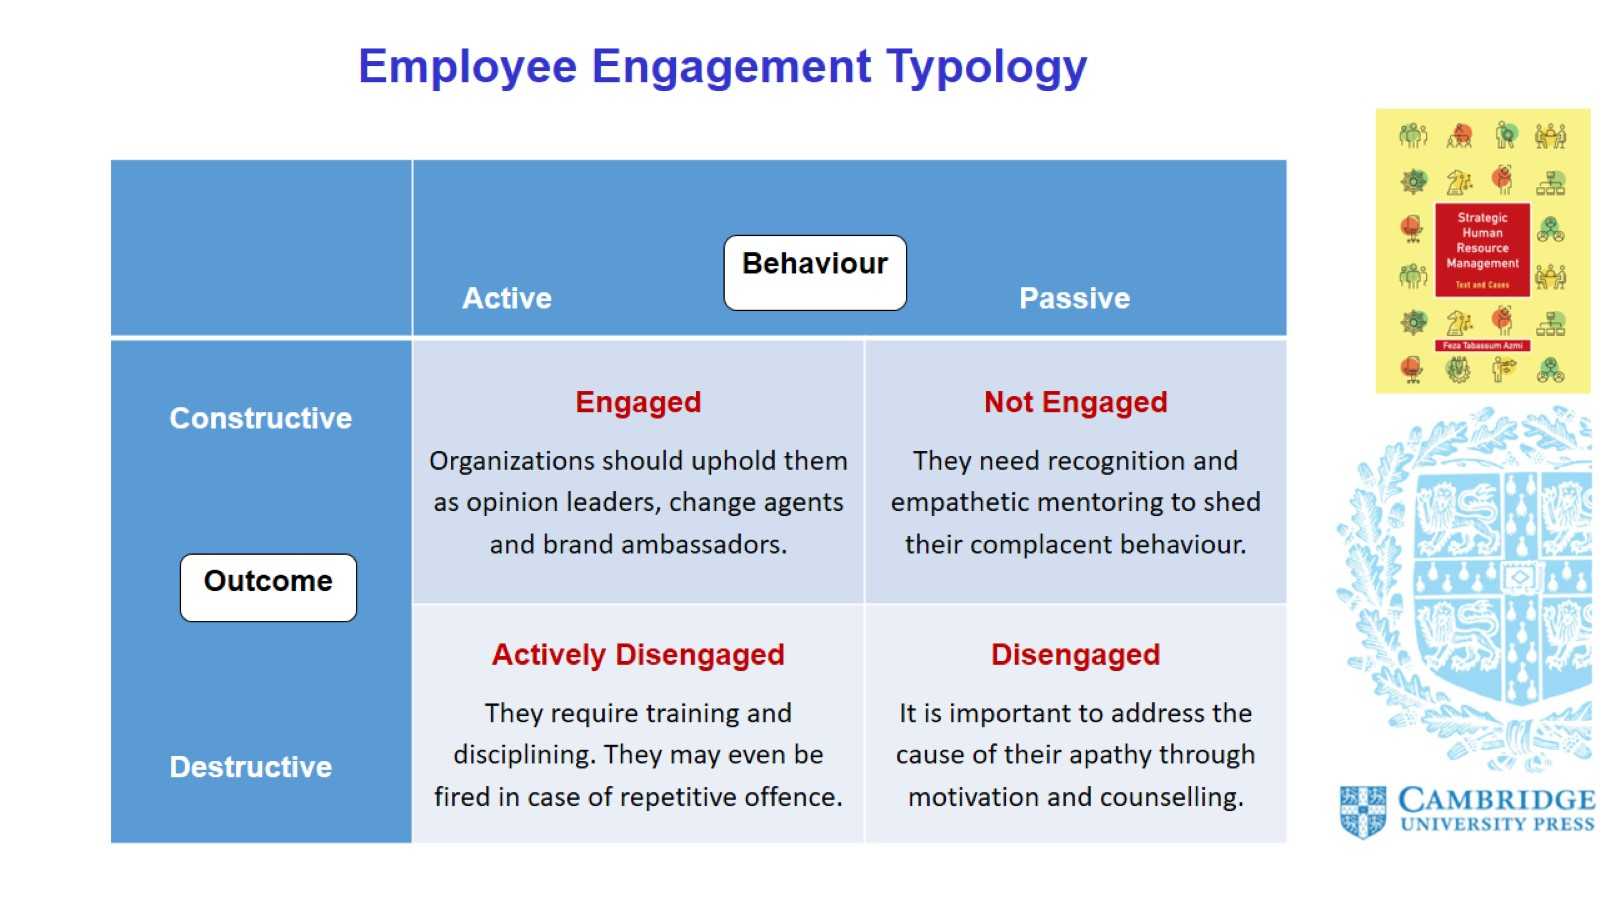 Employee Engagement Typology
Behaviour
Active
Passive
Constructive
Outcome
Destructive
Engaged
Organizations should uphold them
as opinion leaders, change agents
and brand ambassadors.
Not Engaged
They need recognition and
empathetic mentoring to shed
their complacent behaviour.
Actively Disengaged
They require training and
disciplining. They may even be
fired in case of repetitive offence.
Disengaged
It is important to address the
cause of their apathy through
motivation and counselling.
Strategic
Human
Resource
Management
Text and Cases
Feza Tabassum Azmi
CAMBRIDGE
UNIVERSITY PRESS